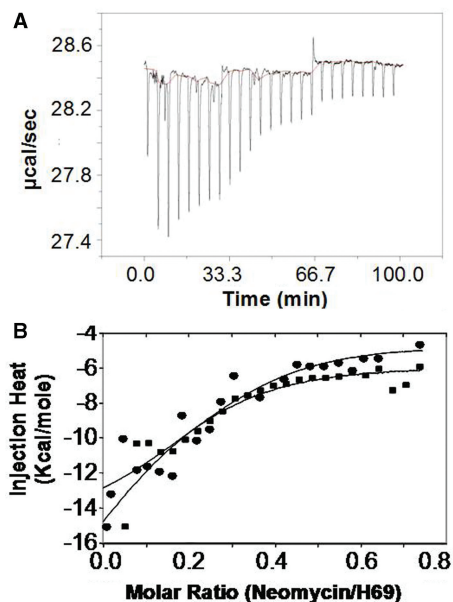 A
28.6
28.2
27.8
27.4
µcal/sec
0.0 33.3 66.7 100.0
Time (min)
B
-4
-6
-8
-10
-12
-14
-16
Injection Heat
(Kcal/mole)
0.0 0.2 0.4 0.6 0.8
Molar Ratio (Neomycin/H69)